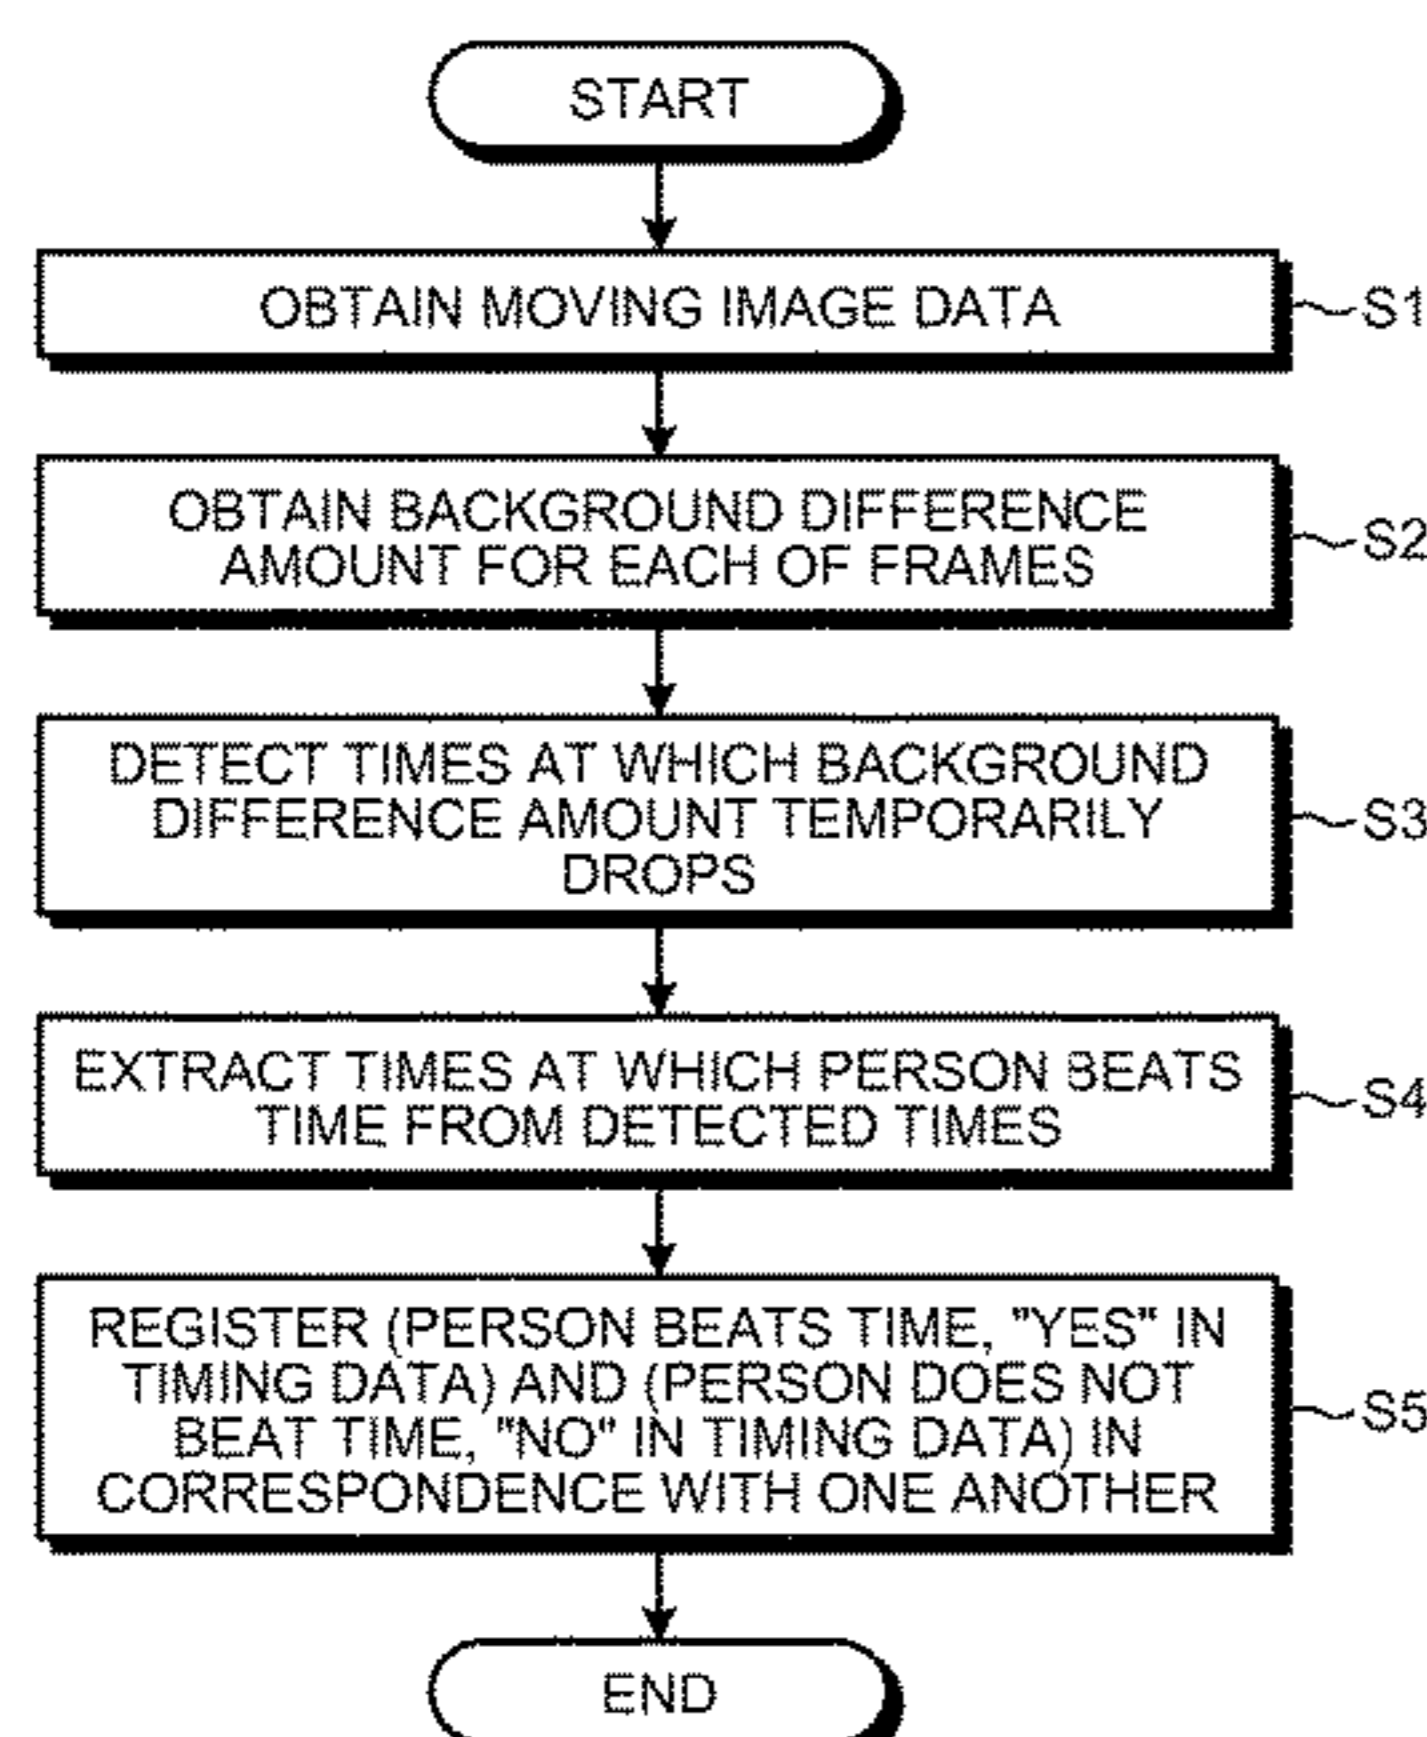 START
OBTAIN MOVING IMAGE DATA
S1
OBTAIN BACKGROUND DIFFERENCE
AMOUNT FOR EACH OF FRAMES
S2
DETECT TIMES AT WHICH BACKGROUND
DIFFERENCE AMOUNT TEMPORARILY
DROPS
S3
EXTRACT TIMES AT WHICH PERSON BEATS
TIME FROM DETECTED TIMES
S4
REGISTER (PERSON BEATS TIME, "YES" IN
TIMING DATA) AND (PERSON DOES NOT
BEAT TIME, "NO" IN TIMING DATA) IN
CORRESPONDENCE WITH ONE ANOTHER
S5
END